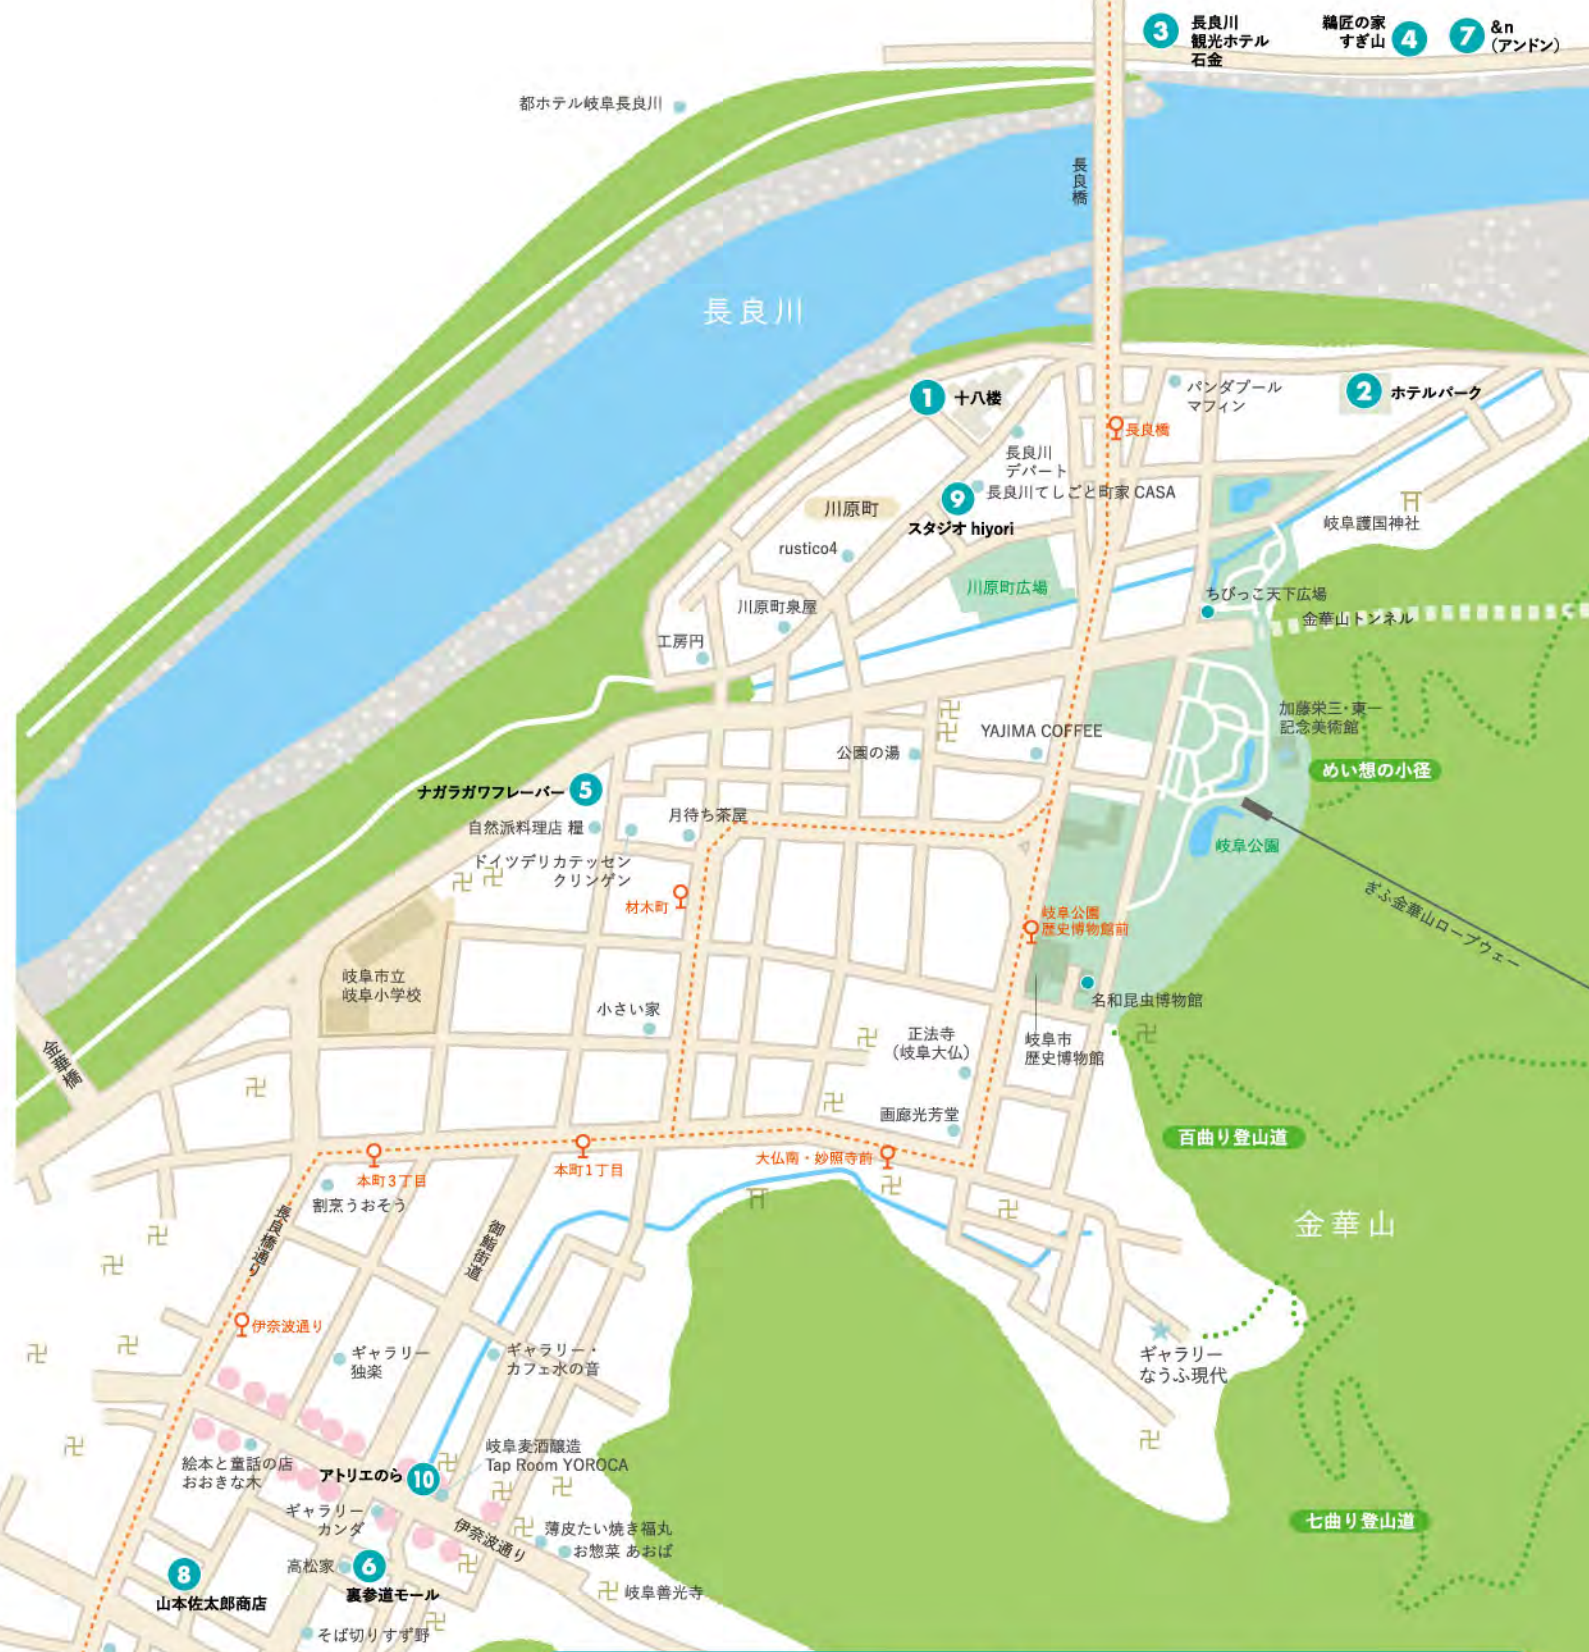 3
長良川
観光ホテル
石金
鵜匠の家
すぎ山
4
7
&n
(アンドン)
都ホテル岐阜長良川
長良橋
長良川
1
十八楼
パンダプール
マフィン
2
ホテルパーク
長良橋
長良川
デパート
長良川てしごと町家 CASA
9
スタジオ hiyori
川原町
岐阜護国神社
rustico4
川原町広場
ちびっこ天下広場
川原町泉屋
金華山トンネル
工房円
加藤栄三・東一
記念美術館
YAJIMA COFFEE
公園の湯
めい想の小径
ナガラガワフレーバー
5
月待ち茶屋
自然派料理店 糧
岐阜公園
ドイツデリカテッセン
クリンゲン
材木町
岐阜公園
歴史博物館前
ぎふ金華山ロープウェー
岐阜市立
岐阜小学校
小さい家
名和昆虫博物館
正法寺
(岐阜大仏)
岐阜市
歴史博物館
金華橋
画廊光芳堂
百曲り登山道
大仏南・妙照寺前
本町1丁目
本町3丁目
割烹うおそう
長良橋通り
御鮨街道
金華山
伊奈波通り
ギャラリー
独楽
ギャラリー・
カフェ水の音
ギャラリー
なうふ現代
絵本と童話の店
おおきな木
アトリエのら
10
岐阜麦酒醸造
Tap Room YOROCA
ギャラリー
カンダ
伊奈波通り
薄皮たい焼き福丸
お惣菜 あおば
七曲り登山道
高松家
6
裏参道モール
8
山本佐太郎商店
岐阜善光寺
そば切りすず野